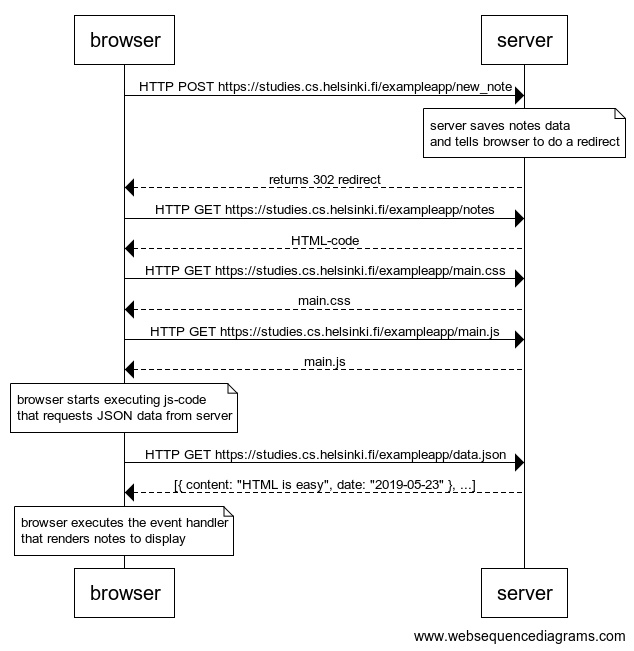 browser
server
HTTP POST https://studies.cs.helsinki.fi/exampleapp/new_note
server saves notes data
and tells browser to do a redirect
returns 302 redirect
HTTP GET https://studies.cs.helsinki.fi/exampleapp/notes
HTML-code
HTTP GET https://studies.cs.helsinki.fi/exampleapp/main.css
main.css
HTTP GET https://studies.cs.helsinki.fi/exampleapp/main.js
main.js
browser starts executing js-code
that requests JSON data from server
HTTP GET https://studies.cs.helsinki.fi/exampleapp/data.json
[{ content: "HTML is easy", date: "2019-05-23" }, ...]
browser executes the event handler
that renders notes to display
browser
server
www.websequencediagrams.com